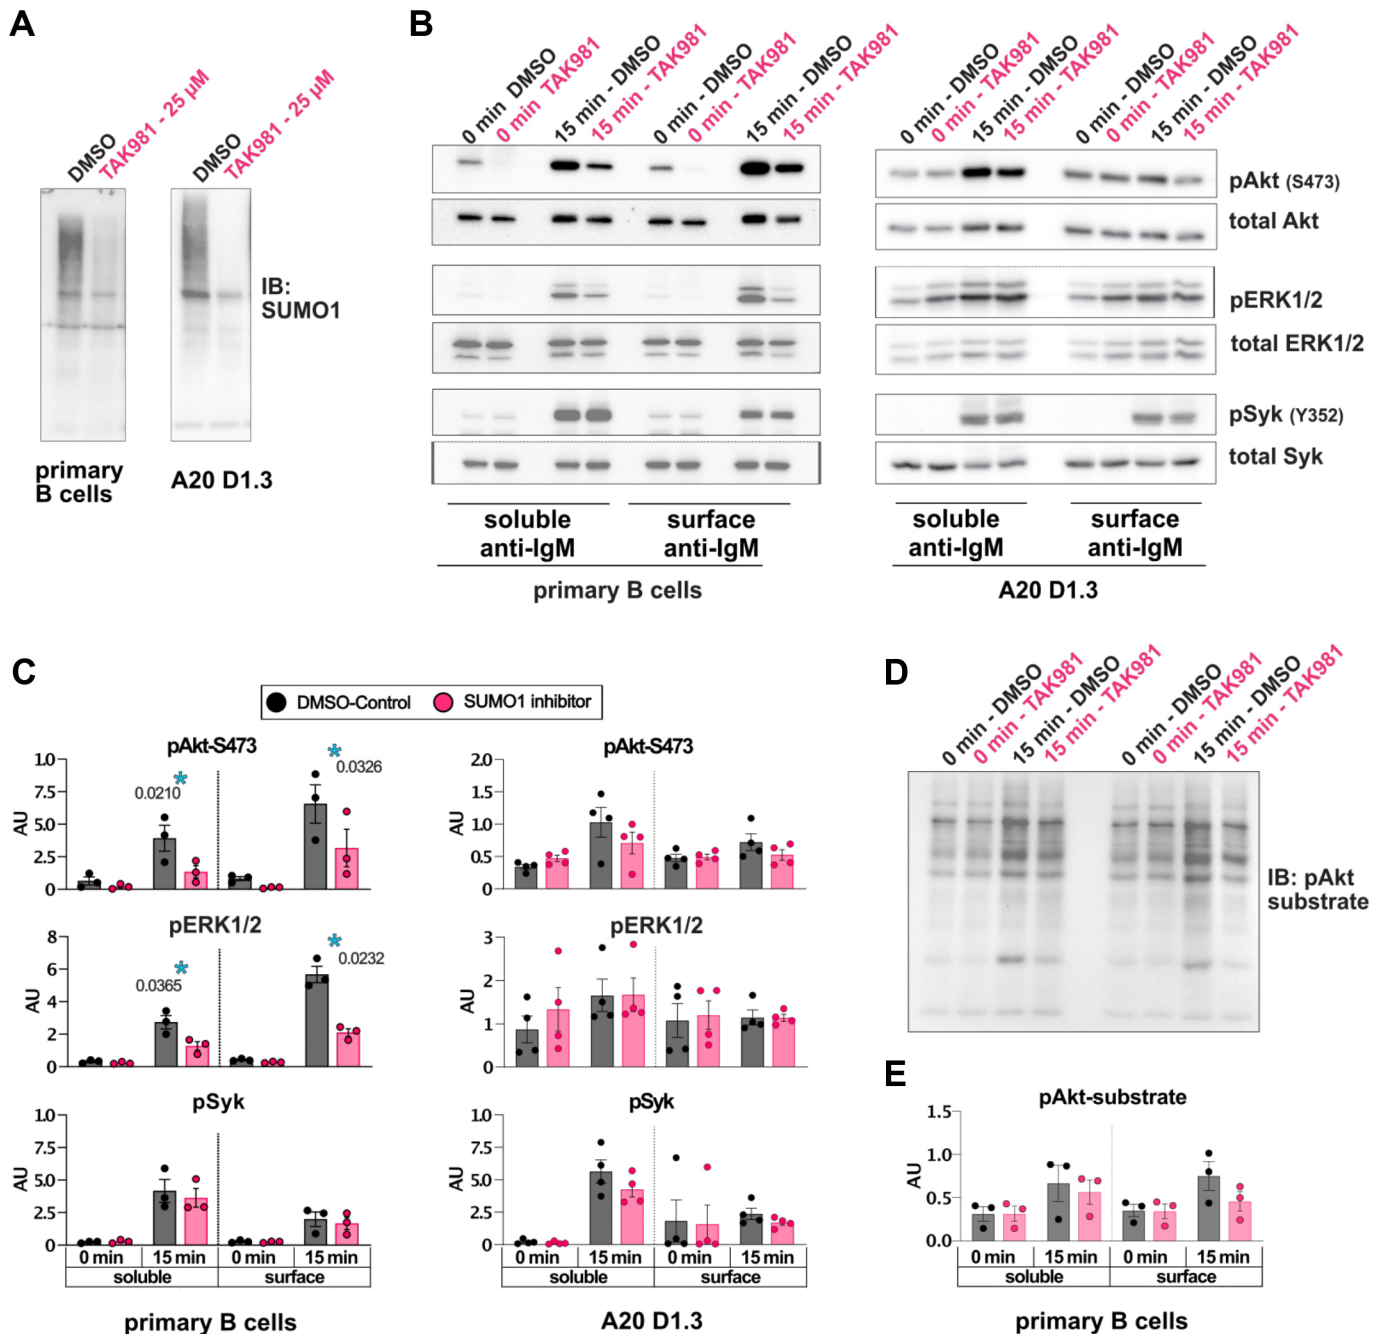 A
DMSO
TAK981 - 25 µM
DMSO
TAK981 - 25 µM
IB:
SUMO1
primary
B cells
A20 D1.3
B
0 min DMSO
0 min TAK981
15 min - DMSO
15 min - TAK981
0 min - DMSO
0 min - TAK981
15 min - DMSO
15 min - TAK981
0 min - DMSO
0 min - TAK981
15 min - DMSO
15 min - TAK981
0 min - DMSO
0 min - TAK981
15 min - DMSO
15 min - TAK981
pAkt (S473)
total Akt
pERK1/2
total ERK1/2
pSyk (Y352)
total Syk
soluble
anti-IgM
surface
anti-IgM
soluble
anti-IgM
surface
anti-IgM
primary B cells
A20 D1.3
C
DMSO-Control
SUMO1 inhibitor
pAkt-S473
1.0
7.5
5.0
2.5
0
AU
0.0210
*
*
0.0326
pAkt-S473
2.0
1.5
1.0
0.5
0
AU
pERK1/2
8
6
4
2
0
AU
0.0365
*
*
0.0232
pERK1/2
3
2
1
0
AU
pSyk
1.0
7.5
5.0
2.5
0
AU
0 min
15 min
0 min
15 min
soluble
surface
primary B cells
pSyk
1.0
7.5
5.0
2.5
0
AU
0 min
15 min
0 min
15 min
soluble
surface
A20 D1.3
D
0 min - DMSO
0 min - TAK981
15 min - DMSO
15 min - TAK981
0 min - DMSO
0 min - TAK981
15 min - DMSO
15 min - TAK981
IB: pAkt
substrate
E
pAkt-substrate
1.5
1.0
0.5
0.0
AU
0 min
15 min
0 min
15 min
soluble
surface
primary B cells